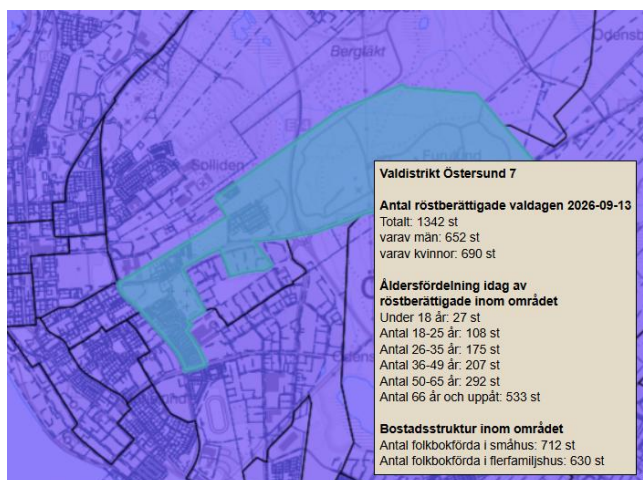 Odensb
Bergtäkt
Solliden
Furulund
Valdistrikt Östersund 7
Antal röstberättigade valdagen 2026-09-13
Totalt: 1342 st
varav män: 652 st
varav kvinnor: 690 st
Åldersfördelning idag av
röstberättigade inom området
Under 18 år: 27 st
Antal 18-25 år: 108 st
Antal 26-35 år: 175 st
Antal 36-49 år: 207 st
Antal 50-65 år: 292 st
Antal 66 år och uppåt: 533 st
Bostadsstruktur inom området
Antal folkbokförda i småhus: 712 st
Antal folkbokförda i flerfamiljshus: 630 st